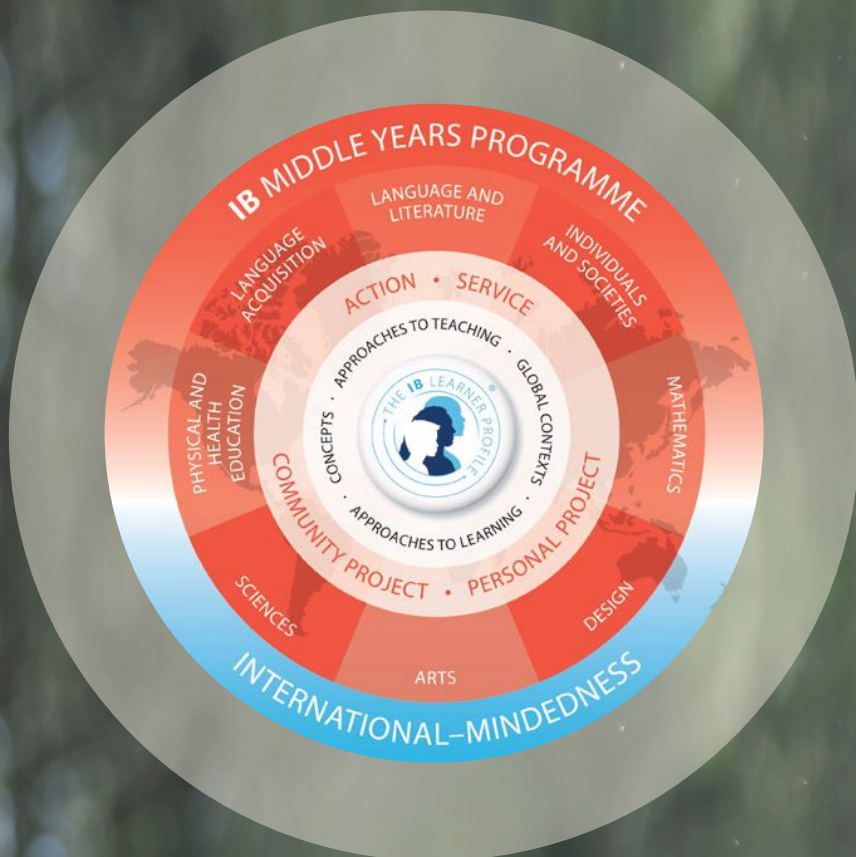 IB MIDDLE YEARS PROGRAMME
LANGUAGE AND
LITERATURE
INDIVIDUALS
AND SOCIETIES
MATHEMATICS
DESIGN
ARTS
SCIENCES
PHYSICAL AND
HEALTH
EDUCATION
LANGUAGE
ACQUISITION
ACTION • SERVICE
PERSONAL PROJECT
COMMUNITY PROJECT •
APPROACHES TO TEACHING ·
GLOBAL CONTEXTS ·
APPROACHES TO LEARNING ·
CONCEPTS ·
· THE IB LEARNER PROFILE · ®
INTERNATIONAL–MINDEDNESS